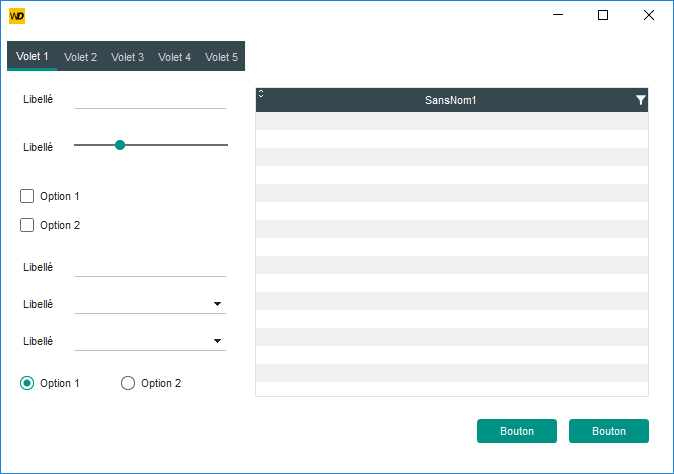 WD
Volet 1 Volet 2 Volet 3 Volet 4 Volet 5
Libellé
SansNom1
Libellé
Option 1
Option 2
Libellé
Libellé
Libellé
Option 1 Option 2
Bouton Bouton